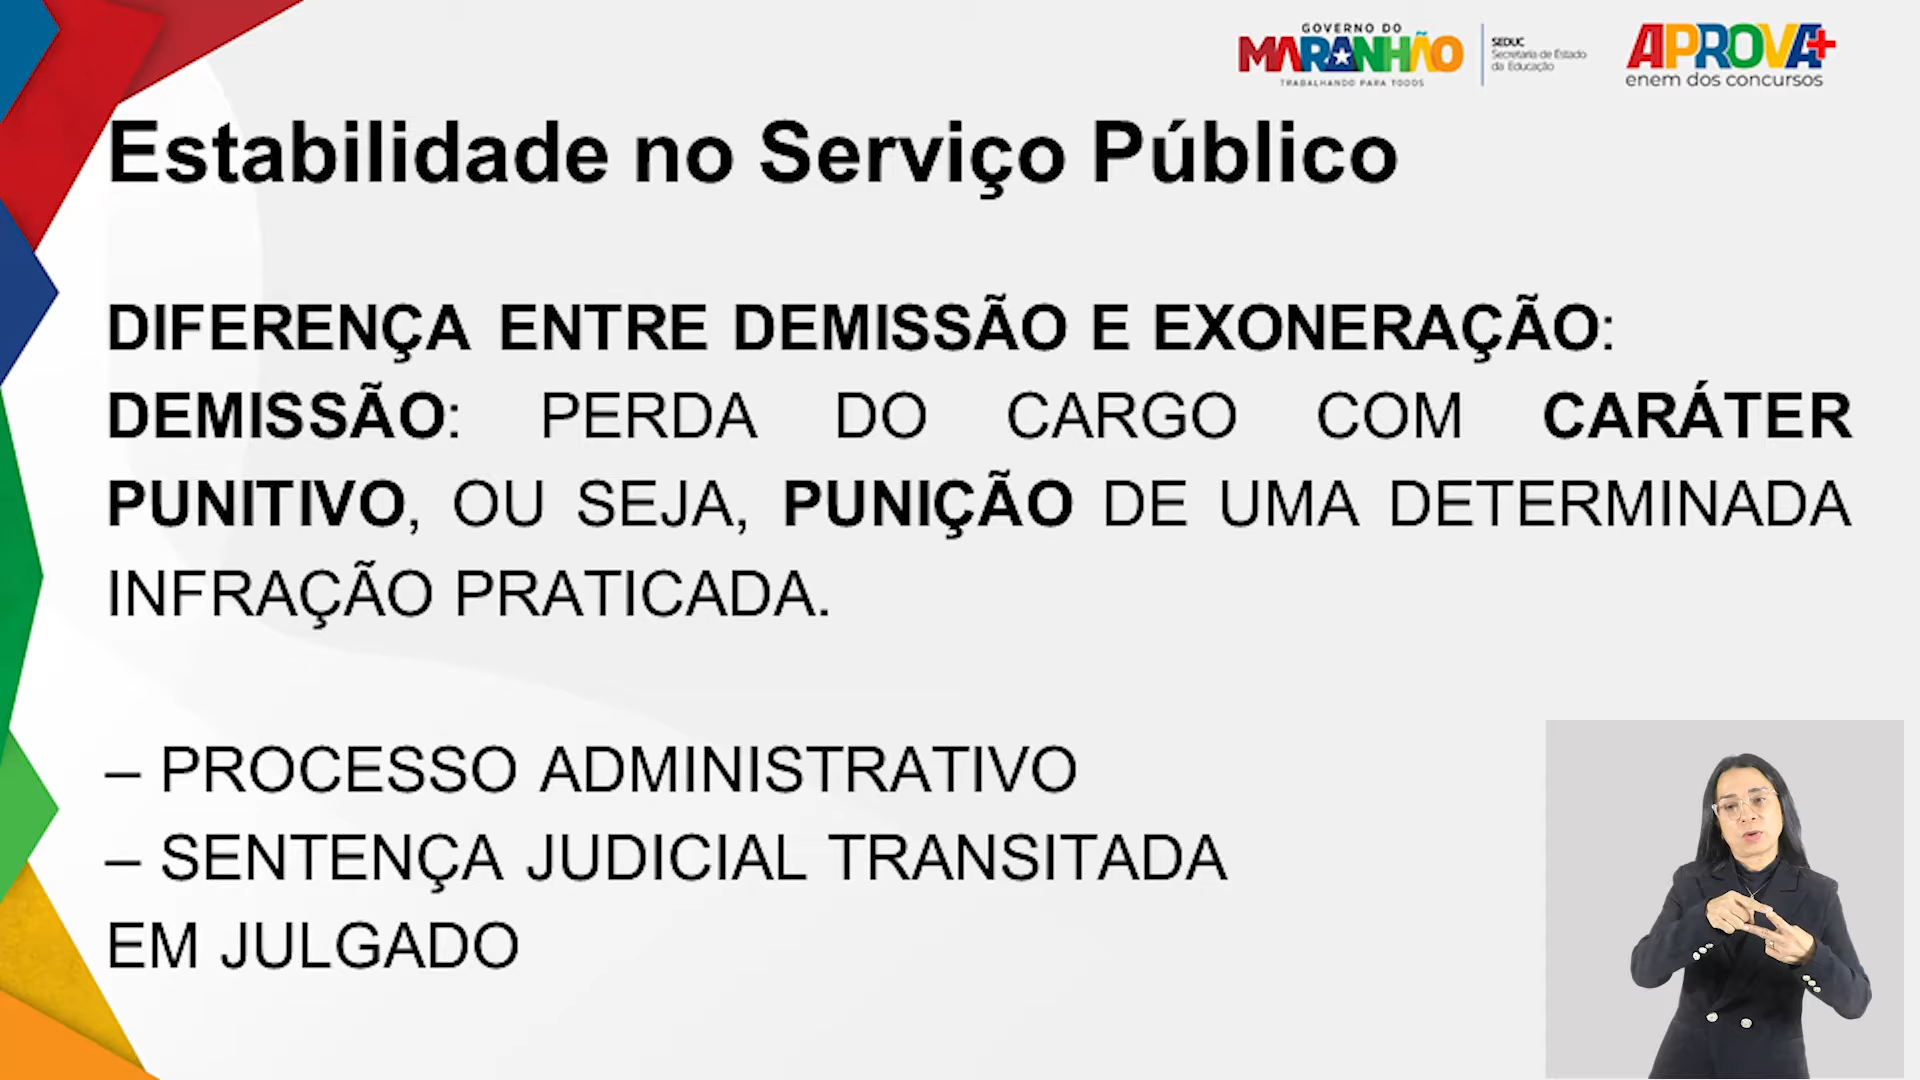 GOVERNO DO
MARANHÃO
TRABALHANDO PARA TODOS
SEDUC
Secretaria de Estado
da Educação
APROVA+
enem dos concursos
Estabilidade no Serviço Público
DIFERENÇA ENTRE DEMISSÃO E EXONERAÇÃO:
DEMISSÃO: PERDA DO CARGO COM CARÁTER
PUNITIVO, OU SEJA, PUNIÇÃO DE UMA DETERMINADA
INFRAÇÃO PRATICADA.
– PROCESSO ADMINISTRATIVO
– SENTENÇA JUDICIAL TRANSITADA
EM JULGADO